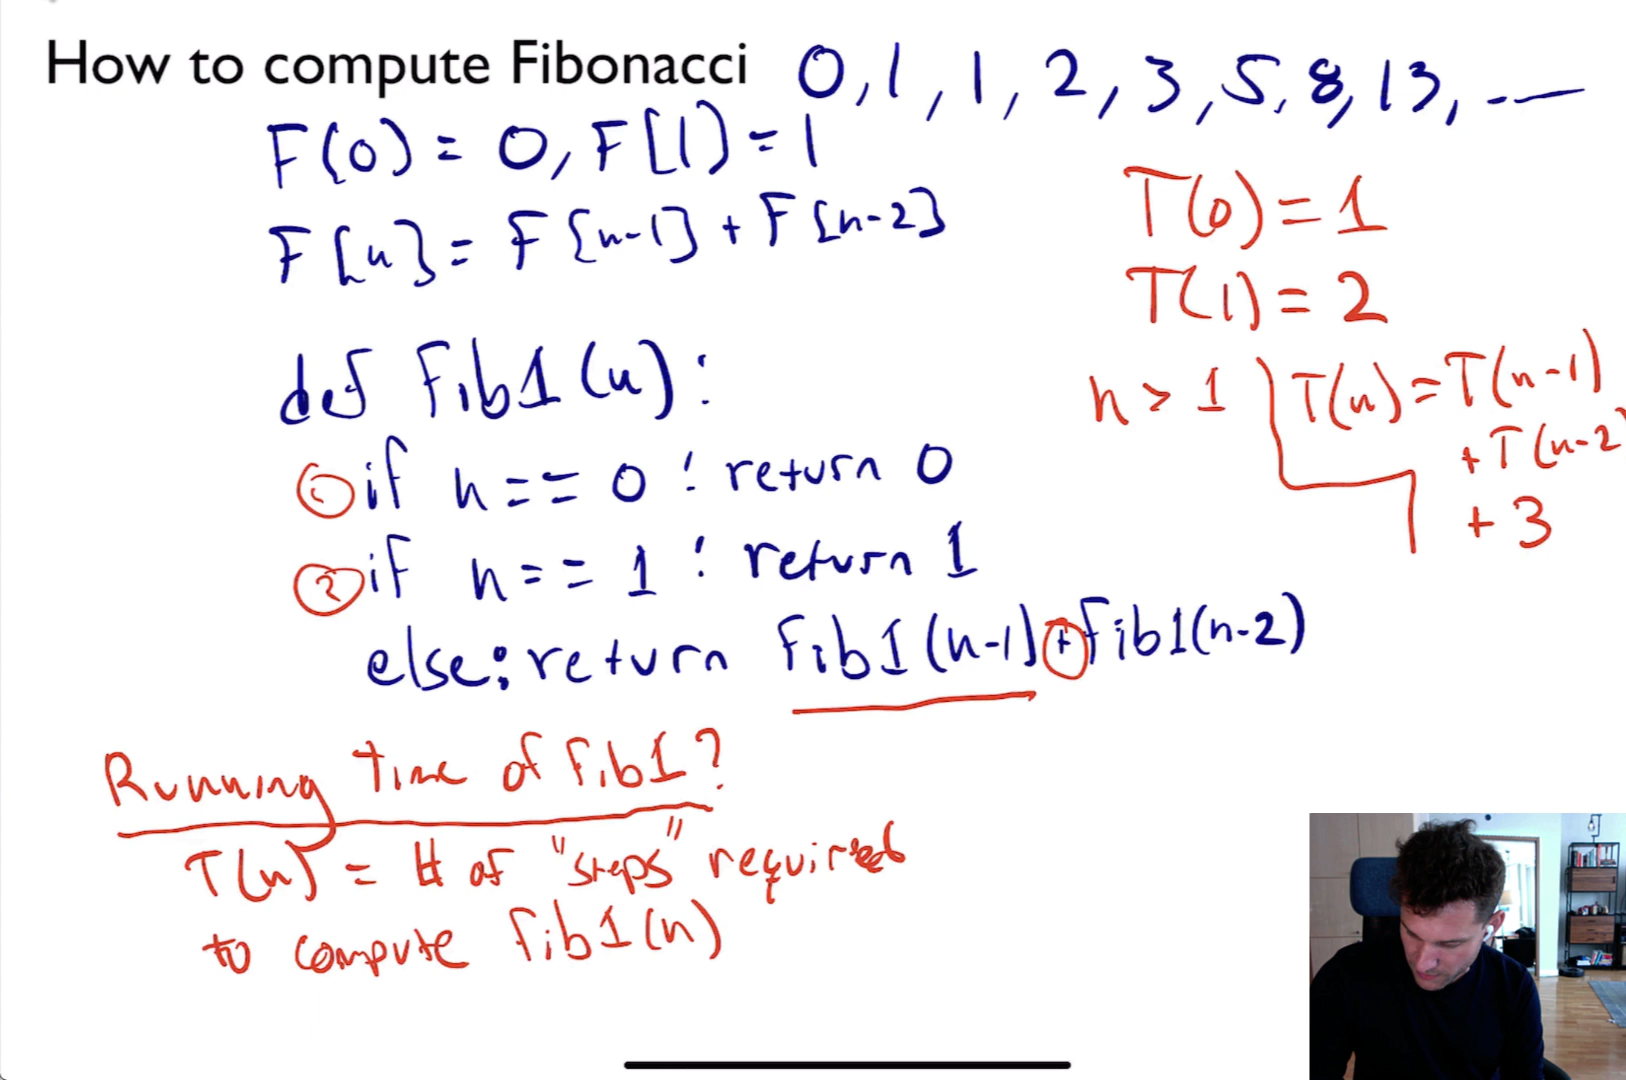 How to compute Fibonacci 0, 1, 1, 2, 3, 5, 8, 13, ...
F(0) = 0, F[1) = 1
F[n] = F[n-1] + F[n-2]
T(0) = 1
T(1) = 2
n > 1 T(n) = T(n-1)
+ T(n-2)
+ 3
def Fib1(n):
① if n == 0 : return 0
② if n == 1 : return 1
else: return Fib1(n-1) + Fib1(n-2)
Running time of Fib1?
T(n) = # of "steps" required
to compute Fib1(n)